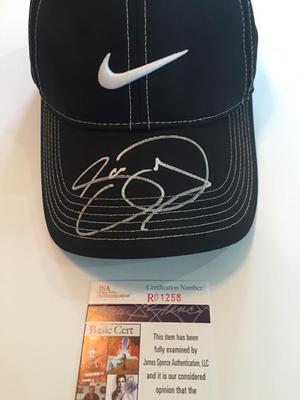 JSA
Certification Number:
R01258
Basic Cert
This item has been
fully examined by
James Spence Authentication, LLC
and it is our considered
opinion that the